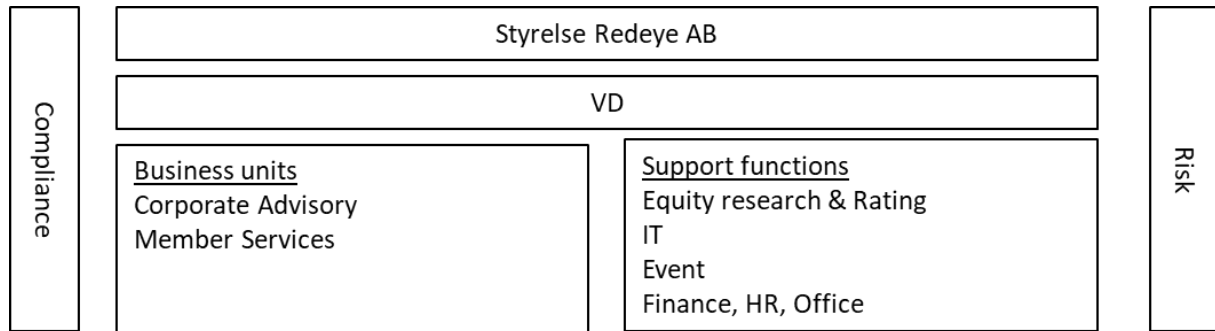 Compliance
Styrelse Redeye AB
VD
Business units
Corporate Advisory
Member Services
Support functions
Equity research & Rating
IT
Event
Finance, HR, Office
Risk